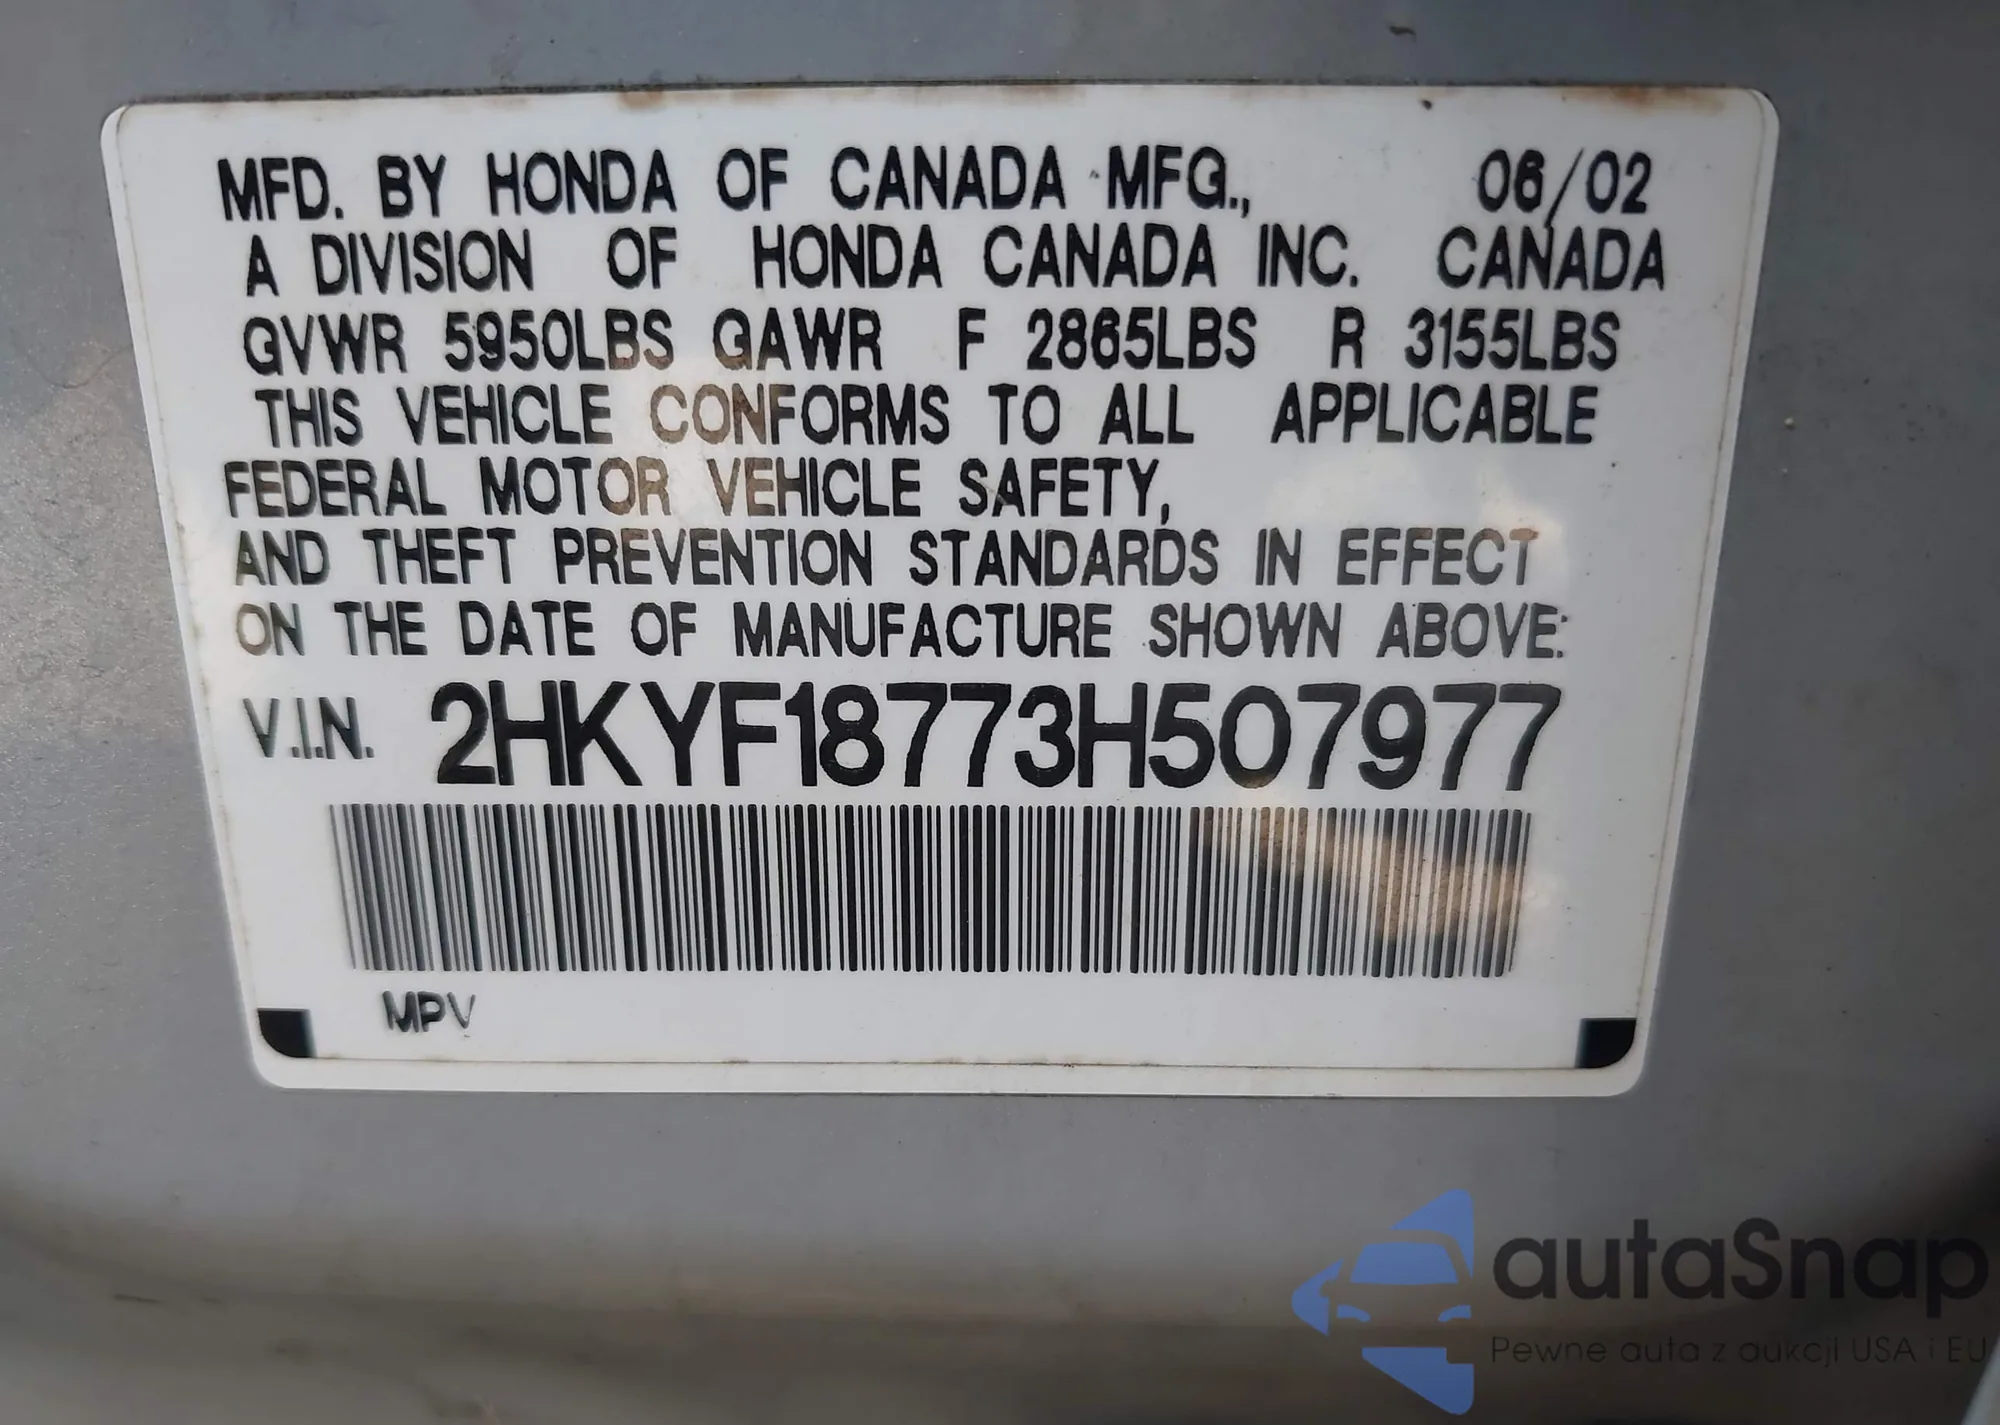 MFD. BY HONDA OF CANADA MFG., 06/02
A DIVISION OF HONDA CANADA INC. CANADA
GVWR 5950LBS GAWR F 2865LBS R 3155LBS
THIS VEHICLE CONFORMS TO ALL APPLICABLE
FEDERAL MOTOR VEHICLE SAFETY,
AND THEFT PREVENTION STANDARDS IN EFFECT
ON THE DATE OF MANUFACTURE SHOWN ABOVE:
V.I.N. 2HKYF18773H507977
MPV
autaSnap
Pewne auta z aukcji USA i EU